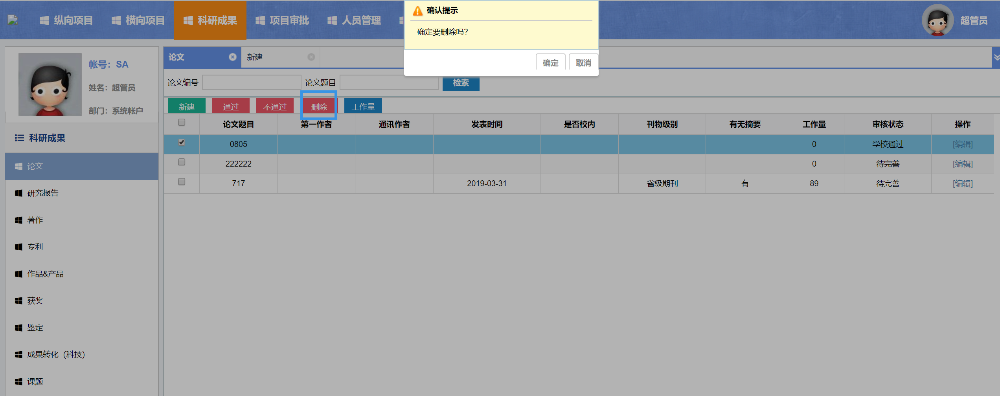 纵向项目 横向项目 科研成果 项目审批 人员管理 超管员
确认提示
确定要删除吗?
确定 取消
帐号：SA
姓名：超管员
部门：系统帐户
科研成果
论文
研究报告
著作
专利
作品&产品
获奖
鉴定
成果转化（科技）
课题
论文 新建
论文编号 论文题目 检索
新建 通过 不通过 删除 工作量
论文题目 第一作者 通讯作者 发表时间 是否校内 刊物级别 有无摘要 工作量 审核状态 操作
0805 0 学校通过 [编辑]
222222 0 待完善 [编辑]
717 2019-03-31 省级期刊 有 89 待完善 [编辑]